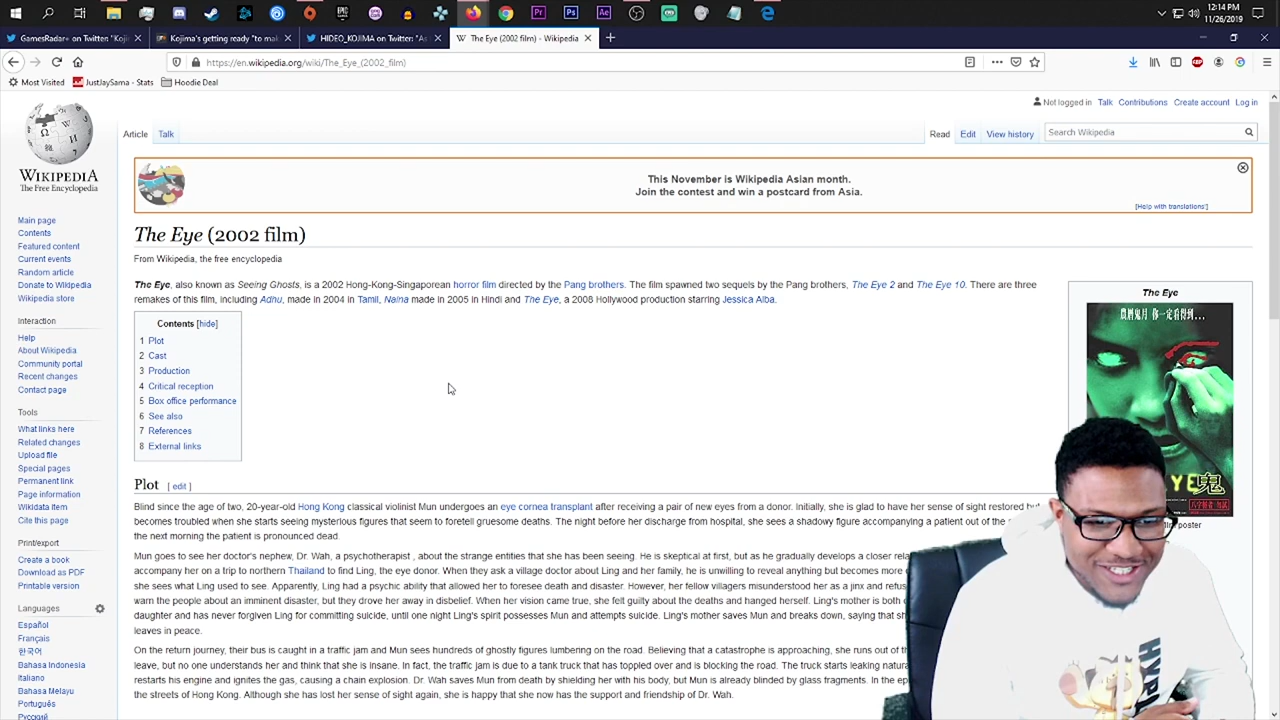 12:14 PM
11/26/2019
GamesRadar+ on Twitter: "Koji
Kojima's getting ready "to mak
HIDEO_KOJIMA on Twitter: "As
The Eye (2002 film) - Wikipedia
https://en.wikipedia.org/wiki/The_Eye_(2002_film)
Most Visited
JustJaySama - Stats
Hoodie Deal
Not logged in Talk Contributions Create account Log in
Article Talk
Read Edit View history
Search Wikipedia
WIKIPEDIA
The Free Encyclopedia
Main page
Contents
Featured content
Current events
Random article
Donate to Wikipedia
Wikipedia store
Interaction
Help
About Wikipedia
Community portal
Recent changes
Contact page
Tools
What links here
Related changes
Upload file
Special pages
Permanent link
Page information
Wikidata item
Cite this page
Print/export
Create a book
Download as PDF
Printable version
Languages
Español
Français
한국어
Bahasa Indonesia
Italiano
Bahasa Melayu
Português
Русский
This November is Wikipedia Asian month.
Join the contest and win a postcard from Asia.
[Help with translations!]
The Eye (2002 film)
From Wikipedia, the free encyclopedia
The Eye, also known as Seeing Ghosts, is a 2002 Hong-Kong-Singaporean horror film directed by the Pang brothers. The film spawned two sequels by the Pang brothers, The Eye 2 and The Eye 10. There are three
remakes of this film, including Adhu, made in 2004 in Tamil, Naina made in 2005 in Hindi and The Eye, a 2008 Hollywood production starring Jessica Alba.
Contents [hide]
1 Plot
2 Cast
3 Production
4 Critical reception
5 Box office performance
6 See also
7 References
8 External links
Plot [ edit ]
Blind since the age of two, 20-year-old Hong Kong classical violinist Mun undergoes an eye cornea transplant after receiving a pair of new eyes from a donor. Initially, she is glad to have her sense of sight restored but
becomes troubled when she starts seeing mysterious figures that seem to foretell gruesome deaths. The night before her discharge from hospital, she sees a shadowy figure accompanying a patient out of the
the next morning the patient is pronounced dead.
Mun goes to see her doctor's nephew, Dr. Wah, a psychotherapist , about the strange entities that she has been seeing. He is skeptical at first, but as he gradually develops a closer
accompany her on a trip to northern Thailand to find Ling, the eye donor. When they ask a village doctor about Ling and her family, he is unwilling to reveal anything but becomes more
she sees what Ling used to see. Apparently, Ling had a psychic ability that allowed her to foresee death and disaster. However, her fellow villagers misunderstood her as a jinx and
warn the people about an imminent disaster, but they drove her away in disbelief. When her vision came true, she felt guilty about the deaths and hanged herself. Ling's mother is both
daughter and has never forgiven Ling for committing suicide, until one night Ling's spirit possesses Mun and attempts suicide. Ling's mother saves Mun and breaks down, saying that
leaves in peace.
On the return journey, their bus is caught in a traffic jam and Mun sees hundreds of ghostly figures lumbering on the road. Believing that a catastrophe is approaching, she runs out of
leave, but no one understands her and think that she is insane. In fact, the traffic jam is due to a tank truck that has toppled over and is blocking the road. The truck starts leaking
restarts his engine and ignites the gas, causing a chain explosion. Dr. Wah saves Mun from death by shielding her with his body, but Mun is already blinded by glass fragments. In the
the streets of Hong Kong. Although she has lost her sense of sight again, she is happy that she now has the support and friendship of Dr. Wah.
The Eye
農曆鬼月 你一定看得到...
YE鬼
poster
HYP